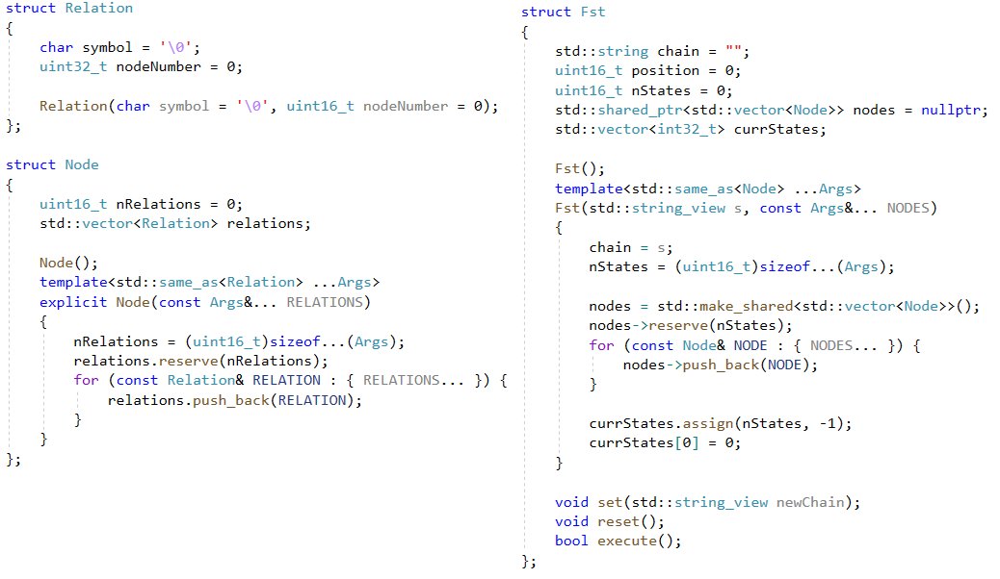 struct Relation
{
    char symbol = '\0';
    uint32_t nodeNumber = 0;

    Relation(char symbol = '\0', uint16_t nodeNumber = 0);
};

struct Node
{
    uint16_t nRelations = 0;
    std::vector<Relation> relations;

    Node();
    template<std::same_as<Relation> ...Args>
    explicit Node(const Args&... RELATIONS)
    {
        nRelations = (uint16_t)sizeof...(Args);
        relations.reserve(nRelations);
        for (const Relation& RELATION : { RELATIONS... }) {
            relations.push_back(RELATION);
        }
    }
};

struct Fst
{
    std::string chain = "";
    uint16_t position = 0;
    uint16_t nStates = 0;
    std::shared_ptr<std::vector<Node>> nodes = nullptr;
    std::vector<int32_t> currStates;

    Fst();
    template<std::same_as<Node> ...Args>
    Fst(std::string_view s, const Args&... NODES)
    {
        chain = s;
        nStates = (uint16_t)sizeof...(Args);

        nodes = std::make_shared<std::vector<Node>>();
        nodes->reserve(nStates);
        for (const Node& NODE : { NODES... }) {
            nodes->push_back(NODE);
        }

        currStates.assign(nStates, -1);
        currStates[0] = 0;
    }

    void set(std::string_view newChain);
    void reset();
    bool execute();
};